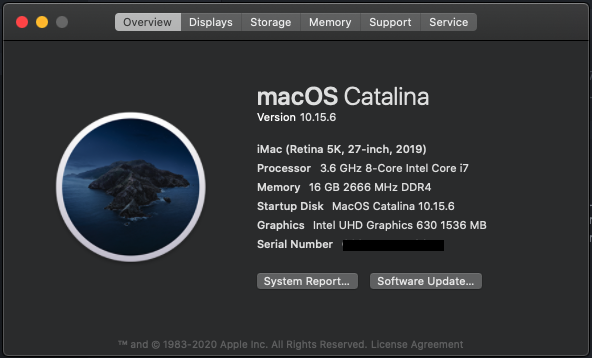 Overview Displays Storage Memory Support Service
macOS Catalina
Version 10.15.6
iMac (Retina 5K, 27-inch, 2019)
Processor 3.6 GHz 8-Core Intel Core i7
Memory 16 GB 2666 MHz DDR4
Startup Disk MacOS Catalina 10.15.6
Graphics Intel UHD Graphics 630 1536 MB
Serial Number
System Report... Software Update...
™ and © 1983-2020 Apple Inc. All Rights Reserved. License Agreement